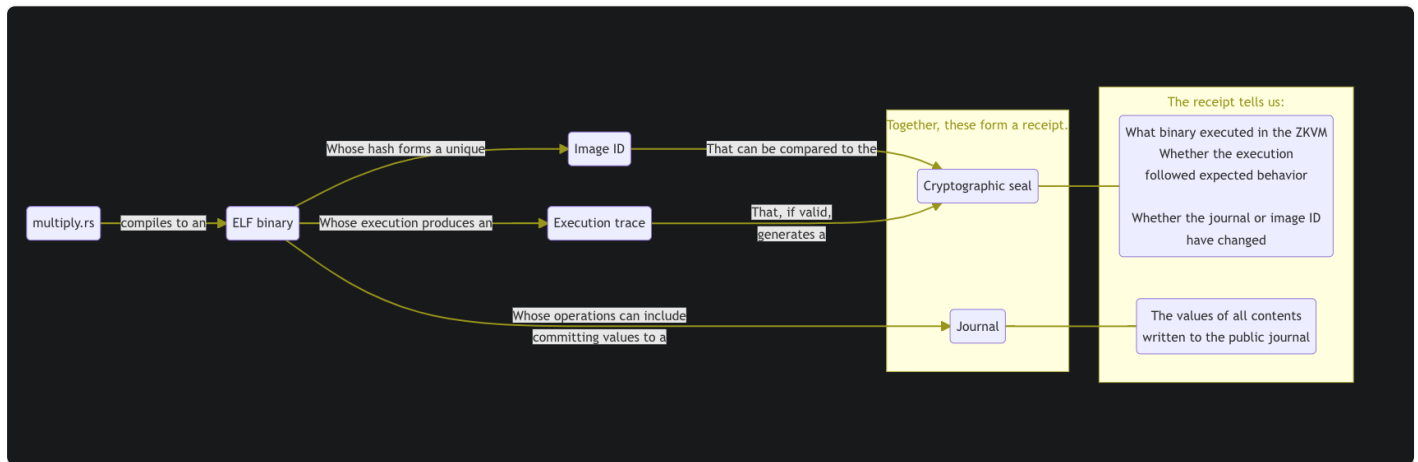 multiply.rs
compiles to an
ELF binary
Whose hash forms a unique
Image ID
That can be compared to the
Whose execution produces an
Execution trace
That, if valid,
generates a
Whose operations can include
committing values to a
Together, these form a receipt.
Cryptographic seal
Journal
The receipt tells us:
What binary executed in the ZKVM
Whether the execution
followed expected behavior
Whether the journal or image ID
have changed
The values of all contents
written to the public journal